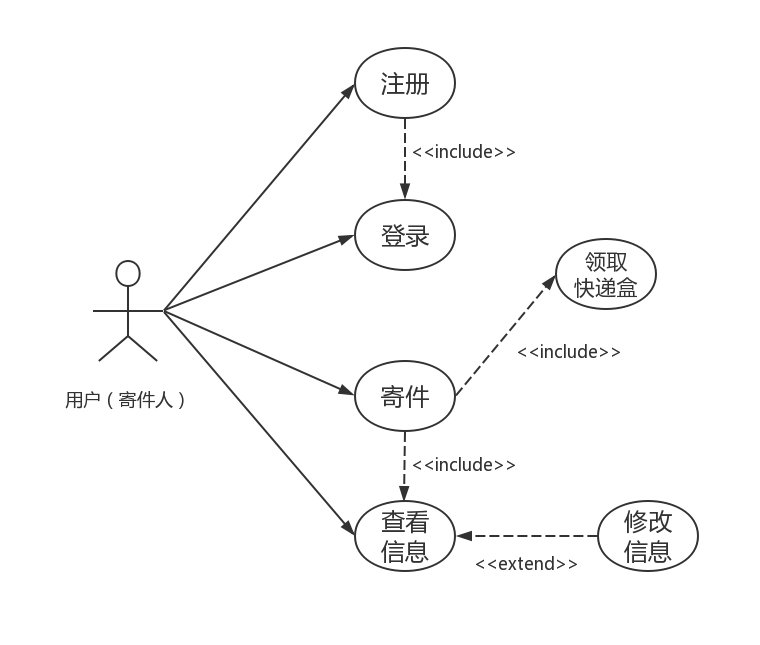 注册
<<include>>
登录
领取
快递盒
<<include>>
寄件
用户（寄件人）
<<include>>
查看
信息
修改
信息
<<extend>>